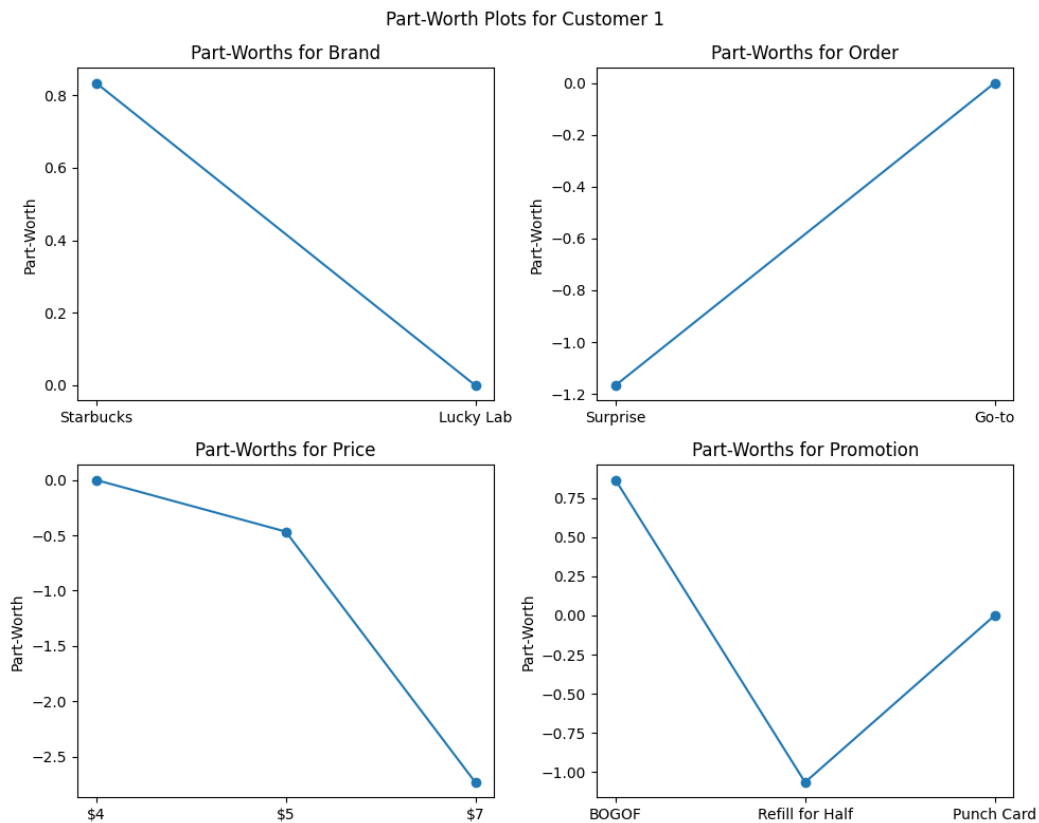 Part-Worth Plots for Customer 1
Part-Worths for Brand
Part-Worth
0.8
0.6
0.4
0.2
0.0
Starbucks
Lucky Lab
Part-Worths for Order
Part-Worth
0.0
−0.2
−0.4
−0.6
−0.8
−1.0
−1.2
Surprise
Go-to
Part-Worths for Price
Part-Worth
0.0
−0.5
−1.0
−1.5
−2.0
−2.5
$4
$5
$7
Part-Worths for Promotion
Part-Worth
0.75
0.50
0.25
0.00
−0.25
−0.50
−0.75
−1.00
BOGOF
Refill for Half
Punch Card